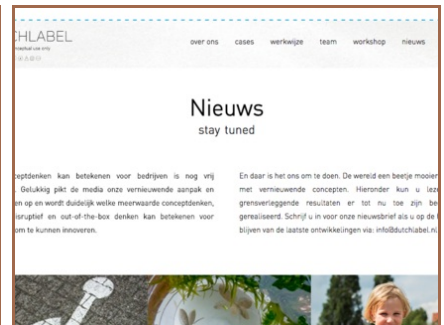 CHLABEL
conceptual use only
over ons cases werkwijze team workshop nieuws
Nieuws
stay tuned
ceptdenken kan betekenen voor bedrijven is nog vrij
. Gelukkig pikt de media onze vernieuwende aanpak en
en op en wordt duidelijk welke meerwaarde conceptdenken,
isruptief en out-of-the-box denken kan betekenen voor
om te kunnen innoveren.
En daar is het ons om te doen. De wereld een beetje mooier
met vernieuwende concepten. Hieronder kun u lez
grensverleggende resultaten er tot nu toe zijn be
gerealiseerd. Schrijf u in voor onze nieuwsbrief als u op de
blijven van de laatste ontwikkelingen via: info@dutchlabel.nl